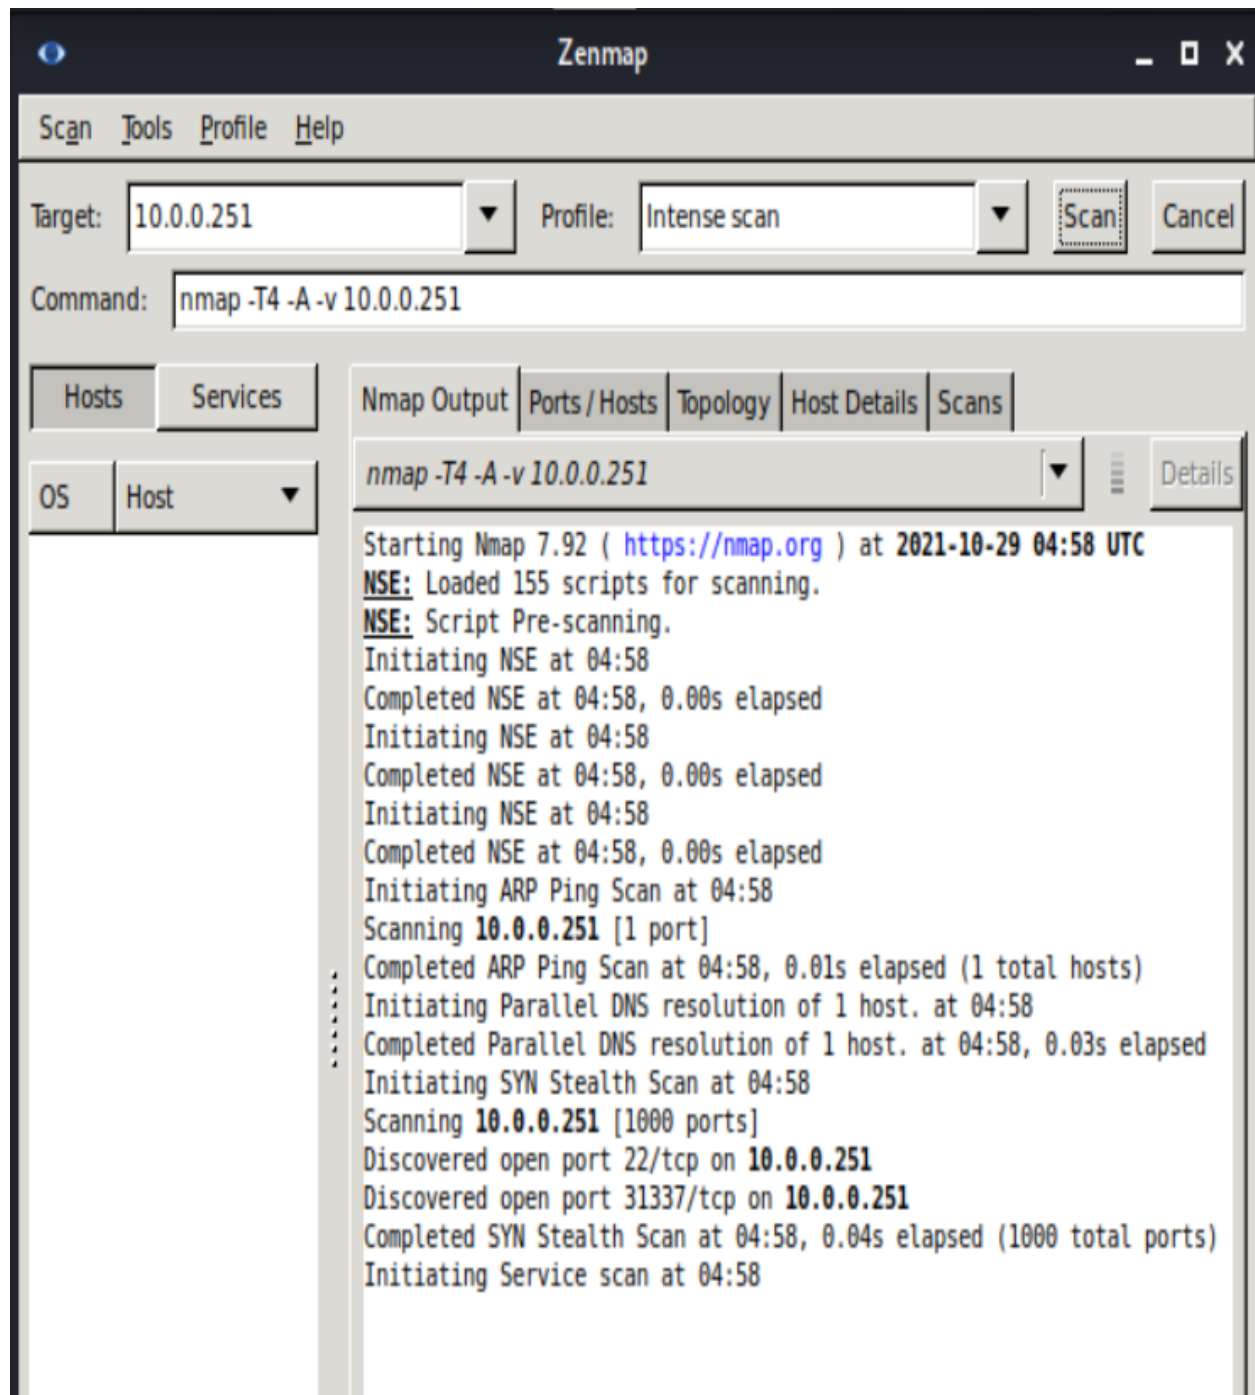 Zenmap
Scan Tools Profile Help
Target: 10.0.0.251 Profile: Intense scan Scan Cancel
Command: nmap -T4 -A -v 10.0.0.251
Hosts Services
Nmap Output Ports / Hosts Topology Host Details Scans
OS Host
nmap -T4 -A -v 10.0.0.251 Details
Starting Nmap 7.92 ( https://nmap.org ) at 2021-10-29 04:58 UTC
NSE: Loaded 155 scripts for scanning.
NSE: Script Pre-scanning.
Initiating NSE at 04:58
Completed NSE at 04:58, 0.00s elapsed
Initiating NSE at 04:58
Completed NSE at 04:58, 0.00s elapsed
Initiating NSE at 04:58
Completed NSE at 04:58, 0.00s elapsed
Initiating ARP Ping Scan at 04:58
Scanning 10.0.0.251 [1 port]
Completed ARP Ping Scan at 04:58, 0.01s elapsed (1 total hosts)
Initiating Parallel DNS resolution of 1 host. at 04:58
Completed Parallel DNS resolution of 1 host. at 04:58, 0.03s elapsed
Initiating SYN Stealth Scan at 04:58
Scanning 10.0.0.251 [1000 ports]
Discovered open port 22/tcp on 10.0.0.251
Discovered open port 31337/tcp on 10.0.0.251
Completed SYN Stealth Scan at 04:58, 0.04s elapsed (1000 total ports)
Initiating Service scan at 04:58